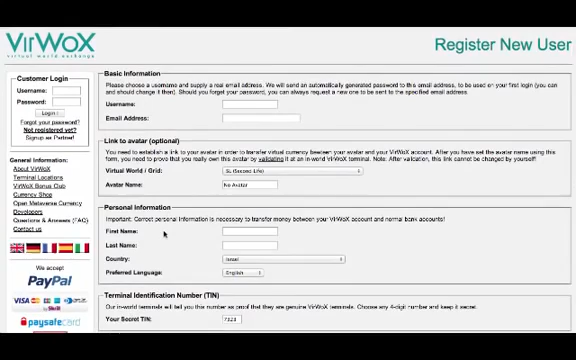 VirWoX
virtual world exchange
Register New User
Customer Login
Username:
Password:
Login
Forgot your password?
Not registered yet?
Signup as Partner!
General Information:
About VirWoX
Terminal Locations
VirWoX Bonus Club
Currency Shop
Open Metaverse Currency
Developers
Questions & Answers (FAQ)
Contact us
We accept
PayPal
VISA
Skrill
paysafecard
Basic Information
Please choose a username and supply a real email address. We will send an automatically generated password to this email address, to be used on your first login (you can
and should change it then). Should you forget your password, you can always request a new one to be sent to the specified email address.
Username:
Email Address:
Link to avatar (optional)
You need to establish a link to your avatar in order to transfer virtual currency between your avatar and your VirWoX account. After you have set the avatar name using this
form, you need to prove that you really own this avatar by validating it at an in-world VirWoX terminal. Note: After validation, this link cannot be changed by yourself!
Virtual World / Grid:
SL (Second Life)
Avatar Name:
No Avatar
Personal Information
Important: Correct personal information is necessary to transfer money between your VirWoX account and normal bank accounts!
First Name:
Last Name:
Country:
Israel
Preferred Language:
English
Terminal Identification Number (TIN)
Our in-world terminals will tell you this number as proof that they are genuine VirWoX terminals. Choose any 4-digit number and keep it secret.
Your Secret TIN: